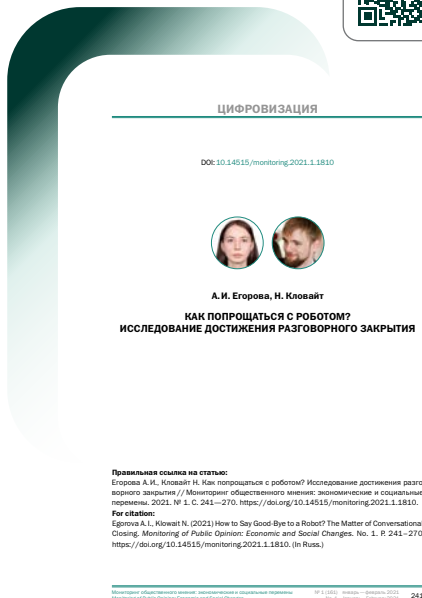 ЦИФРОВИЗАЦИЯ
DOI: 10.14515/monitoring.2021.1.1810
А. И. Егорова, Н. Кловайт
КАК ПОПРОЩАТЬСЯ С РОБОТОМ?
ИССЛЕДОВАНИЕ ДОСТИЖЕНИЯ РАЗГОВОРНОГО ЗАКРЫТИЯ
Правильная ссылка на статью:
Егорова А. И., Кловайт Н. Как попрощаться с роботом? Исследование достижения разго
ворного закрытия // Мониторинг общественного мнения: экономические и социальные
перемены. 2021. № 1. С. 241—270. https://doi.org/10.14515/monitoring.2021.1.1810.
For citation:
Egorova A. I., Klowait N. (2021) How to Say Good-Bye to a Robot? The Matter of Conversational
Closing. Monitoring of Public Opinion: Economic and Social Changes. No. 1. P. 241–270
https://doi.org/10.14515/monitoring.2021.1.1810. (In Russ.)
Мониторинг общественного мнения: экономические и социальные перемены № 1 (161) январь — февраль 2021 241